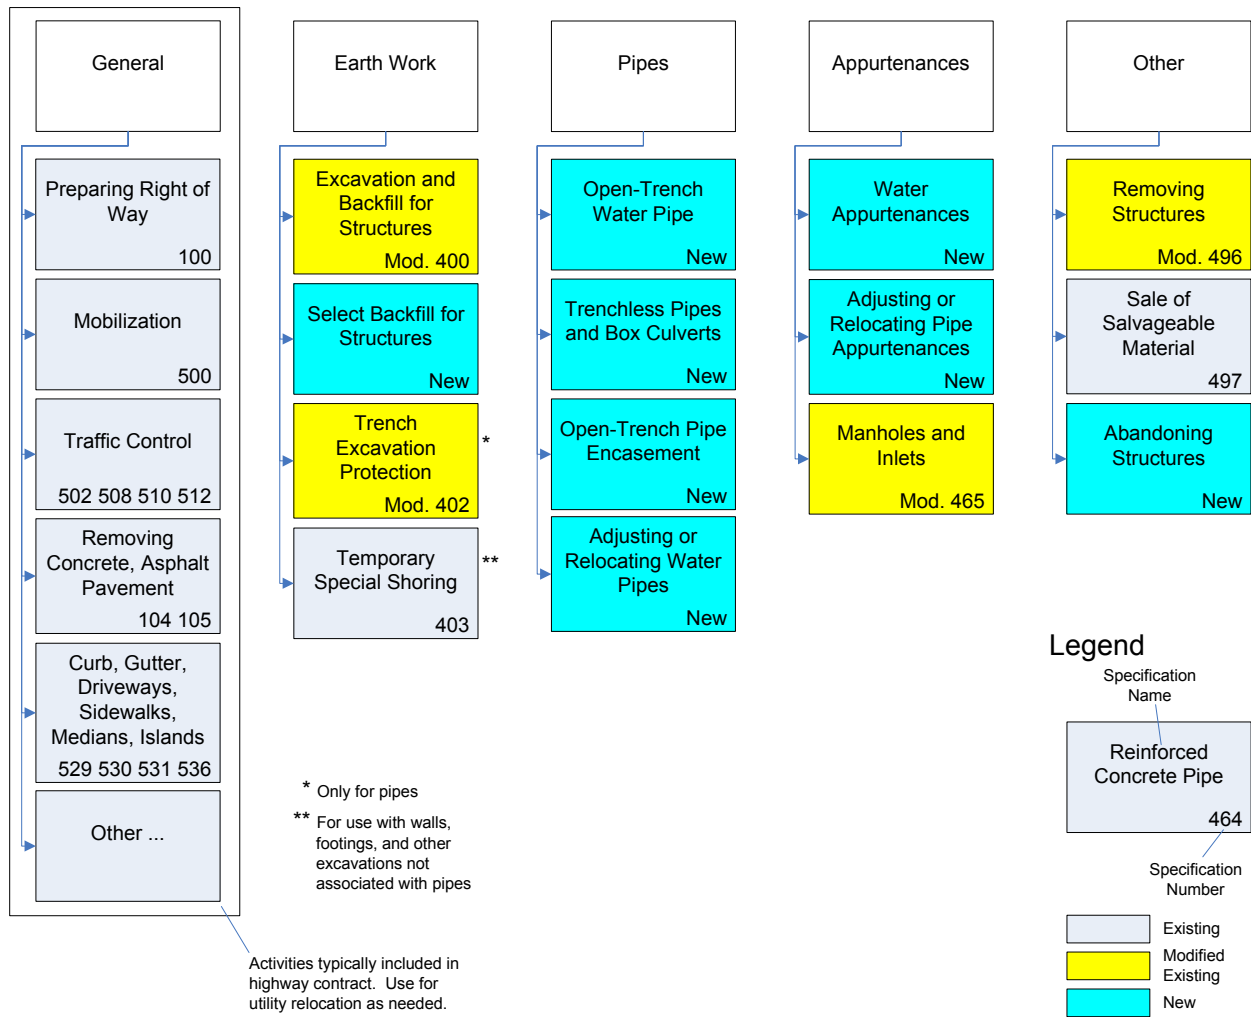 General
Preparing Right of
Way
100
Mobilization
500
Traffic Control
502 508 510 512
Removing
Concrete, Asphalt
Pavement
104 105
Curb, Gutter,
Driveways,
Sidewalks,
Medians, Islands
529 530 531 536
Other ...
Activities typically included in
highway contract. Use for
utility relocation as needed.
Earth Work
Excavation and
Backfill for
Structures
Mod. 400
Select Backfill for
Structures
New
Trench
Excavation
Protection
Mod. 402
*
Temporary
Special Shoring
403
**
* Only for pipes
** For use with walls,
footings, and other
excavations not
associated with pipes
Pipes
Open-Trench
Water Pipe
New
Trenchless Pipes
and Box Culverts
New
Open-Trench Pipe
Encasement
New
Adjusting or
Relocating Water
Pipes
New
Appurtenances
Water
Appurtenances
New
Adjusting or
Relocating Pipe
Appurtenances
New
Manholes and
Inlets
Mod. 465
Other
Removing
Structures
Mod. 496
Sale of
Salvageable
Material
497
Abandoning
Structures
New
Legend
Specification
Name
Reinforced
Concrete Pipe
464
Specification
Number
Existing
Modified
Existing
New